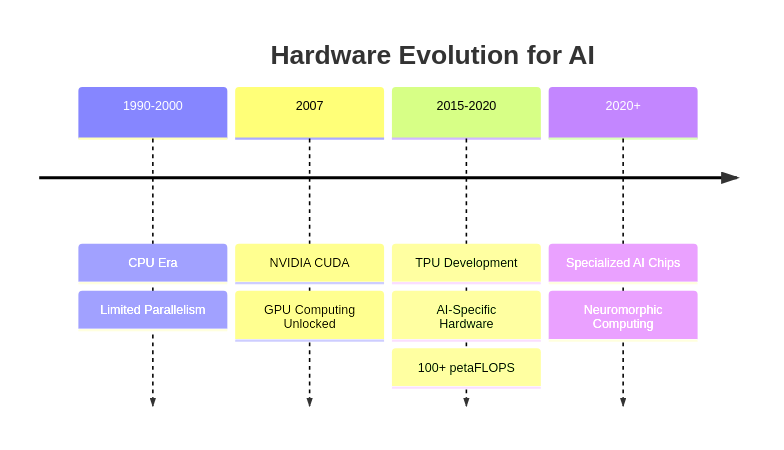 Hardware Evolution for AI
1990-2000
2007
2015-2020
2020+
CPU Era
Limited Parallelism
NVIDIA CUDA
GPU Computing
Unlocked
TPU Development
AI-Specific
Hardware
100+ petaFLOPS
Specialized AI Chips
Neuromorphic
Computing